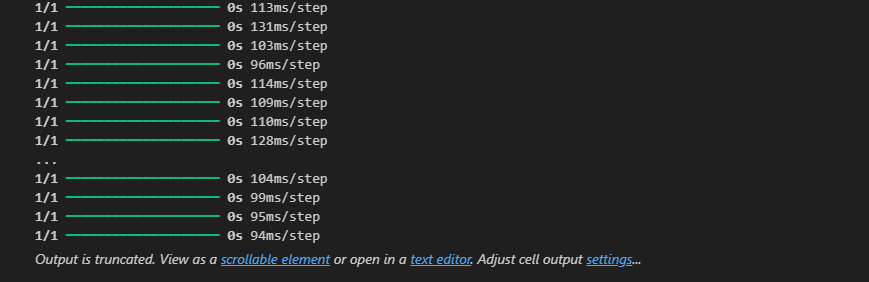 1/1 ━━━━━━━━━━━━━━━━━━━━ 0s 113ms/step
1/1 ━━━━━━━━━━━━━━━━━━━━ 0s 131ms/step
1/1 ━━━━━━━━━━━━━━━━━━━━ 0s 103ms/step
1/1 ━━━━━━━━━━━━━━━━━━━━ 0s 96ms/step
1/1 ━━━━━━━━━━━━━━━━━━━━ 0s 114ms/step
1/1 ━━━━━━━━━━━━━━━━━━━━ 0s 109ms/step
1/1 ━━━━━━━━━━━━━━━━━━━━ 0s 110ms/step
1/1 ━━━━━━━━━━━━━━━━━━━━ 0s 128ms/step
...
1/1 ━━━━━━━━━━━━━━━━━━━━ 0s 104ms/step
1/1 ━━━━━━━━━━━━━━━━━━━━ 0s 99ms/step
1/1 ━━━━━━━━━━━━━━━━━━━━ 0s 95ms/step
1/1 ━━━━━━━━━━━━━━━━━━━━ 0s 94ms/step
Output is truncated. View as a scrollable element or open in a text editor. Adjust cell output settings...